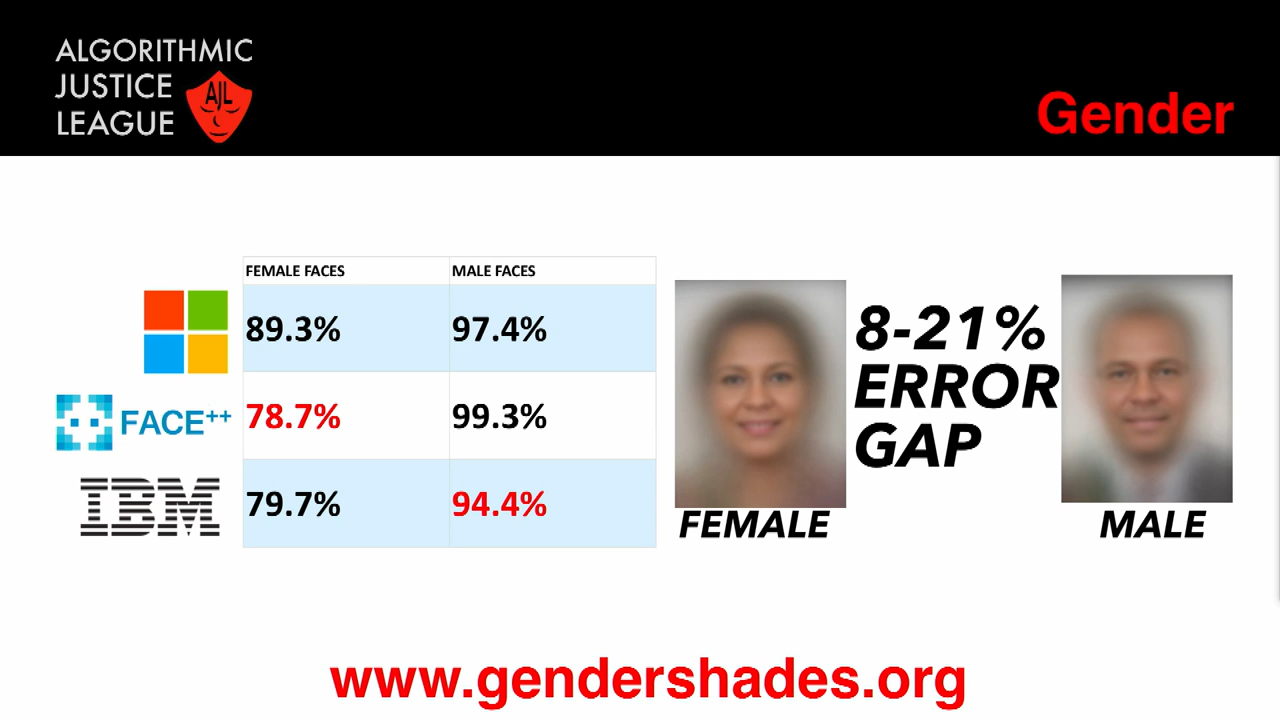 ALGORITHMIC
JUSTICE
LEAGUE
AJL
Gender
FEMALE FACES MALE FACES
89.3% 97.4%
FACE++ 78.7% 99.3%
IBM 79.7% 94.4%
8-21%
ERROR
GAP
FEMALE MALE
www.gendershades.org